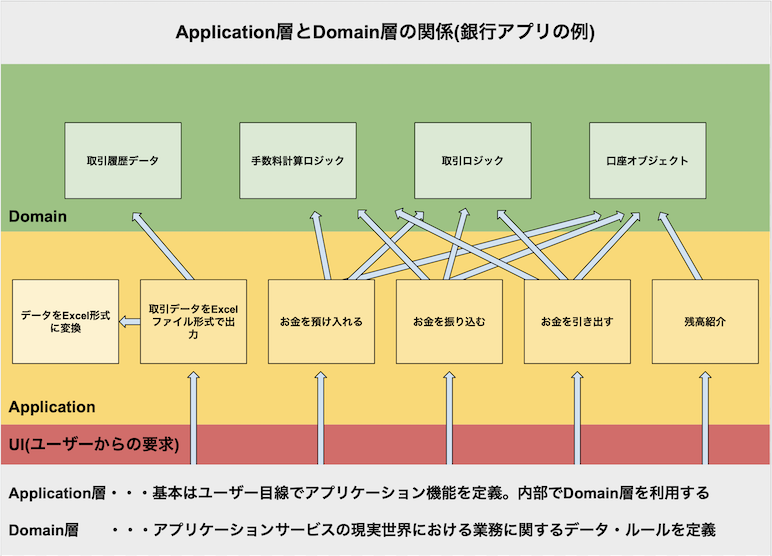 Application層とDomain層の関係(銀行アプリの例)
取引履歴データ
手数料計算ロジック
取引ロジック
口座オブジェクト
Domain
データをExcel形式
に変換
取引データをExcel
ファイル形式で出
力
お金を預け入れる
お金を振り込む
お金を引き出す
残高紹介
Application
UI(ユーザーからの要求)
Application層・・・基本はユーザー目線でアプリケーション機能を定義。内部でDomain層を利用する
Domain層 ・・・アプリケーションサービスの現実世界における業務に関するデータ・ルールを定義